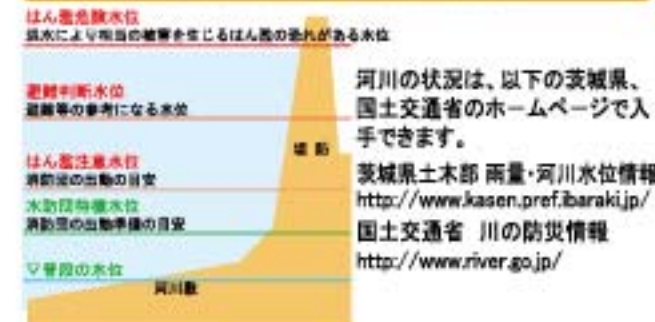 はん濫危険水位
洪水により相当の被害を生じるはん濫の恐れがある水位
避難判断水位
避難等の参考になる水位
はん濫注意水位
消防団の出動の目安
水防団待機水位
消防団の出動準備の目安
▽普段の水位
河川敷
堤防
河川の状況は、以下の茨城県、
国土交通省のホームページで入
手できます。
茨城県土木部 雨量・河川水位情報
http://www.kasen.pref.ibaraki.jp/
国土交通省 川の防災情報
http://www.river.go.jp/